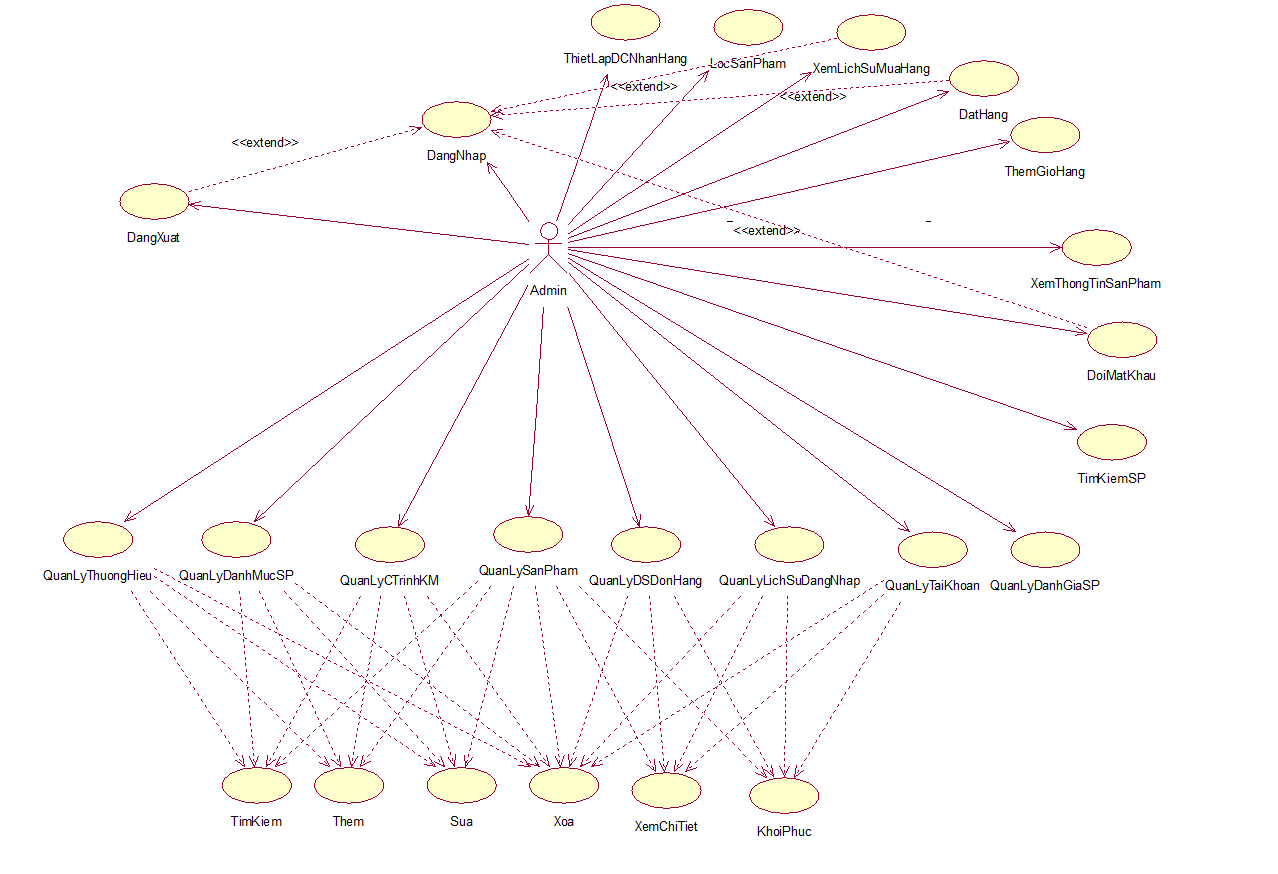 ThietLapDCNhanHang
LocSanPham
XemLichSuMuaHang
<<extend>>
<<extend>>
DatHang
<<extend>>
DangNhap
ThemGioHang
DangXuat
<<extend>>
Admin
XemThongTinSanPham
DoiMatKhau
TimKiemSP
QuanLyThuongHieu
QuanLyDanhMucSP
QuanLyCTrinhKM
QuanLySanPham
QuanLyDSDonHang
QuanLyLichSuDangNhap
QuanLyTaiKhoan
QuanLyDanhGiaSP
TimKiem
Them
Sua
Xoa
XemChiTiet
KhoiPhuc